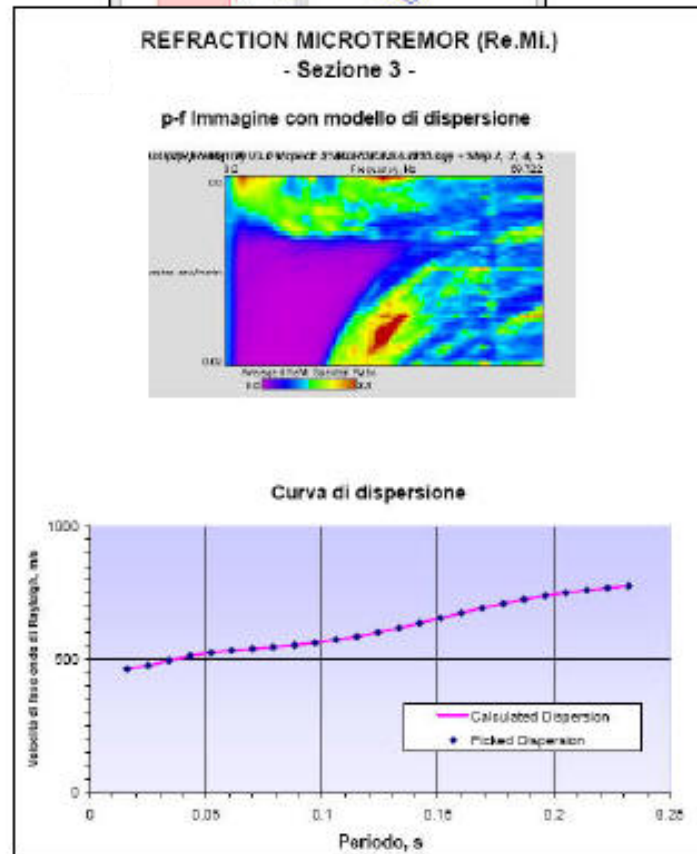 REFRACTION MICROTREMOR (Re.Mi.)
- Sezione 3 -
p-f Immagine con modello di dispersione
Frequency, Hz
Curva di dispersione
Velocità di fase onde di Rayleigh, m/s
1000
500
0
Calculated Dispersion
Picked Dispersion
0 0.05 0.1 0.15 0.2 0.25
Periodo, s